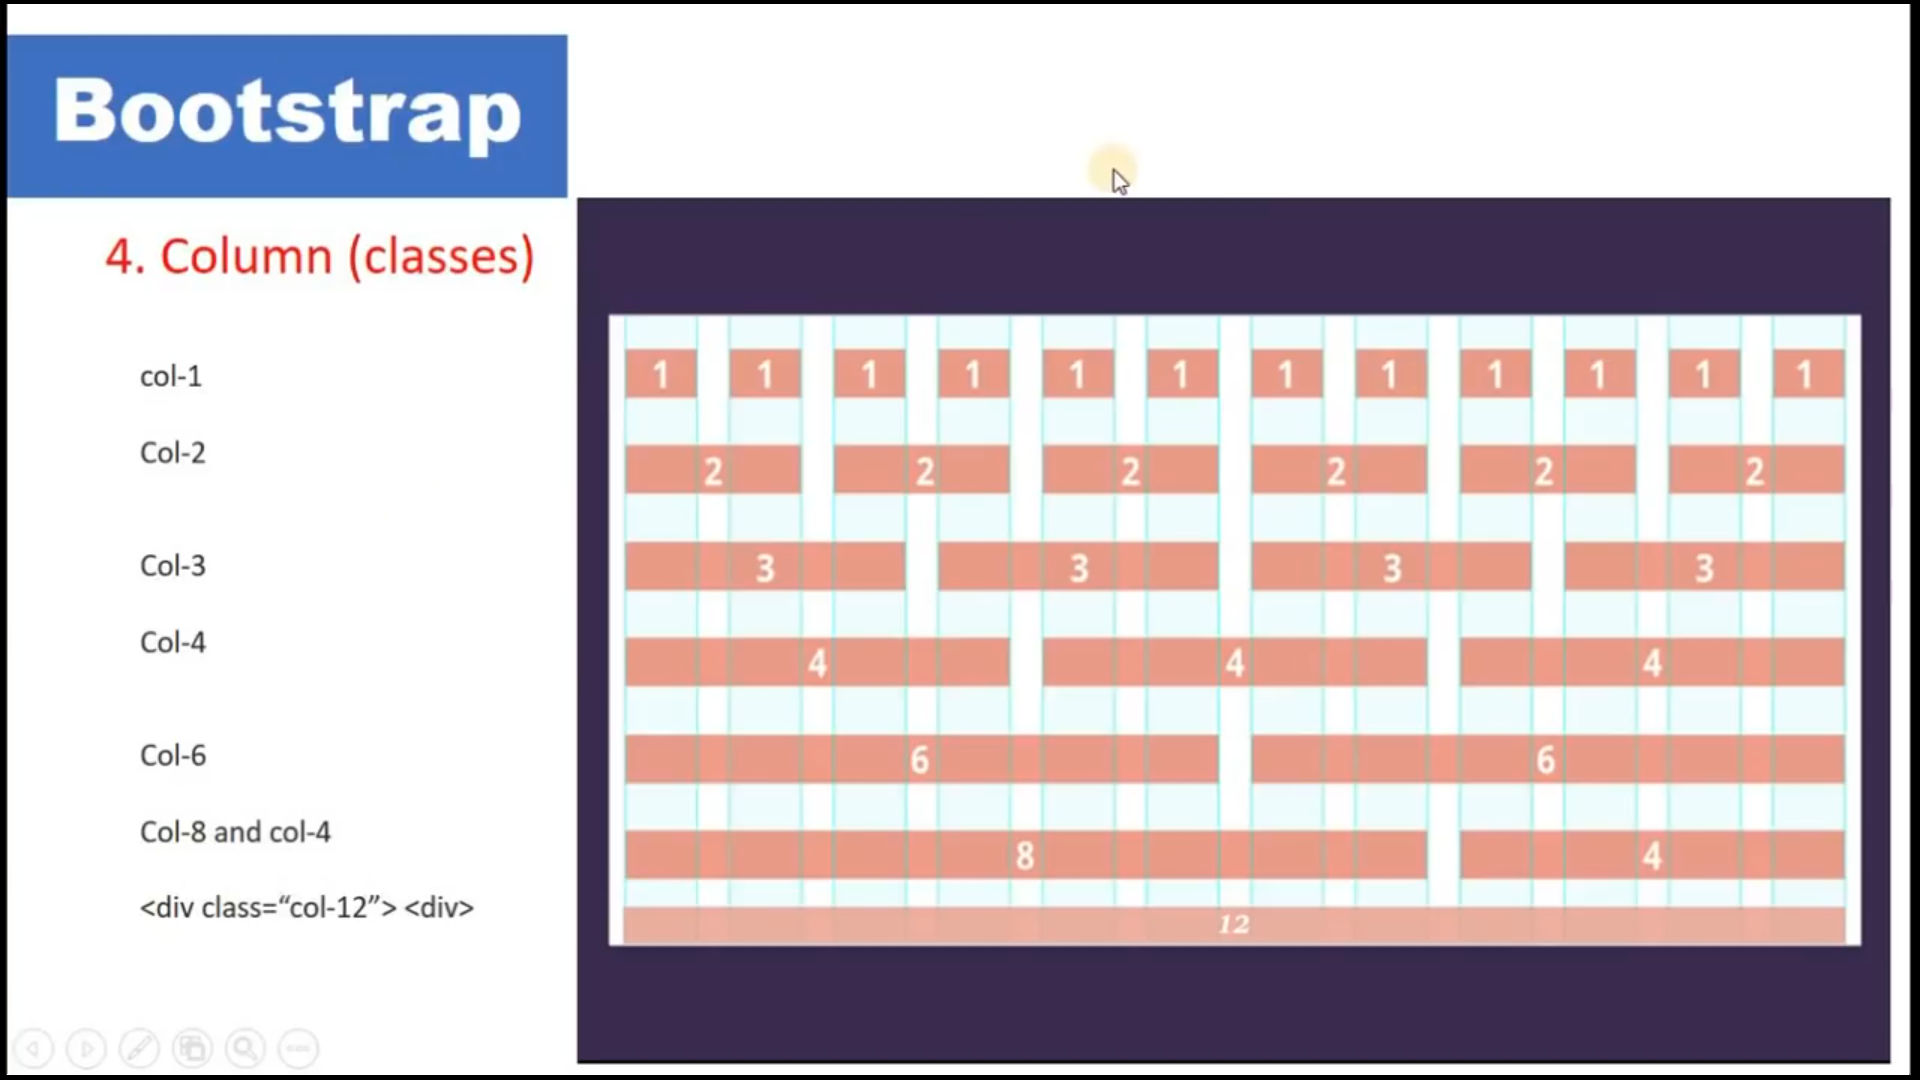 Bootstrap
4. Column (classes)
col-1
1 1 1 1 1 1 1 1 1 1 1 1
Col-2
2 2 2 2 2 2
Col-3
3 3 3 3
Col-4
4 4 4
Col-6
6 6
Col-8 and col-4
8 4
<div class=“col-12”> <div>
12